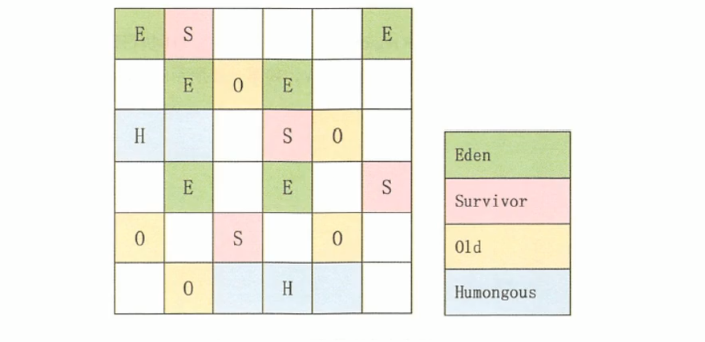 E S E
E O E
H S O
E E S
O S O
O H
Eden
Survivor
Old
Humongous